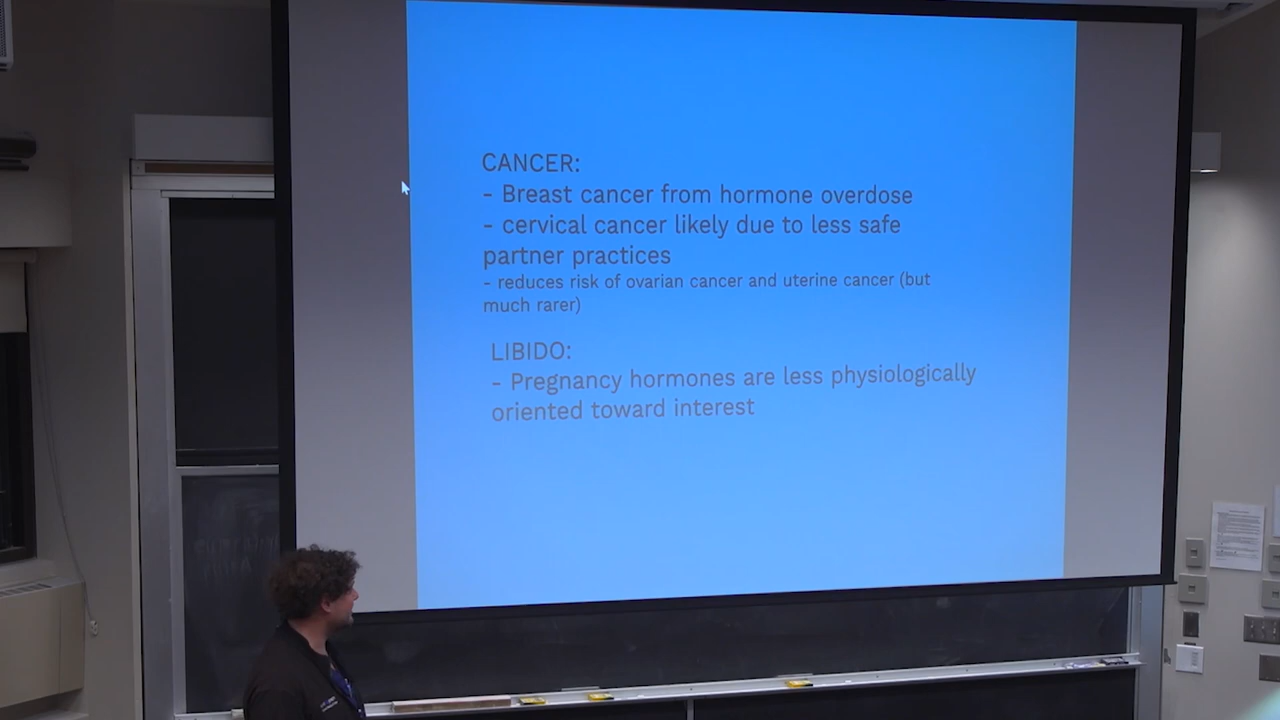 CANCER:
- Breast cancer from hormone overdose
- cervical cancer likely due to less safe
partner practices
- reduces risk of ovarian cancer and uterine cancer (but
much rarer)
LIBIDO:
- Pregnancy hormones are less physiologically
oriented toward interest